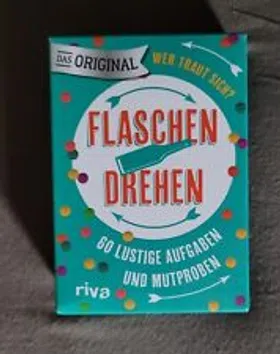 DAS ORIGINAL
WER TRAUT SICH?
FLASCHEN
DREHEN
60 LUSTIGE AUFGABEN
UND MUTPROBEN
riva